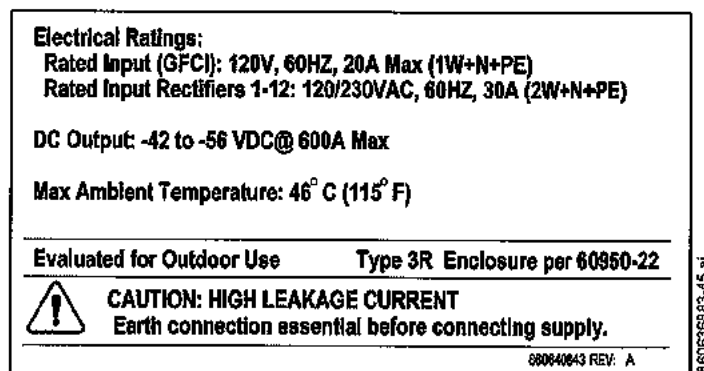 Electrical Ratings:
Rated Input (GFCI): 120V, 60HZ, 20A Max (1W+N+PE)
Rated Input Rectifiers 1-12: 120/230VAC, 60HZ, 30A (2W+N+PE)
DC Output: -42 to -56 VDC@ 600A Max
Max Ambient Temperature: 46° C (115° F)
Evaluated for Outdoor Use Type 3R Enclosure per 60950-22
CAUTION: HIGH LEAKAGE CURRENT
Earth connection essential before connecting supply.
860640843 REV: A